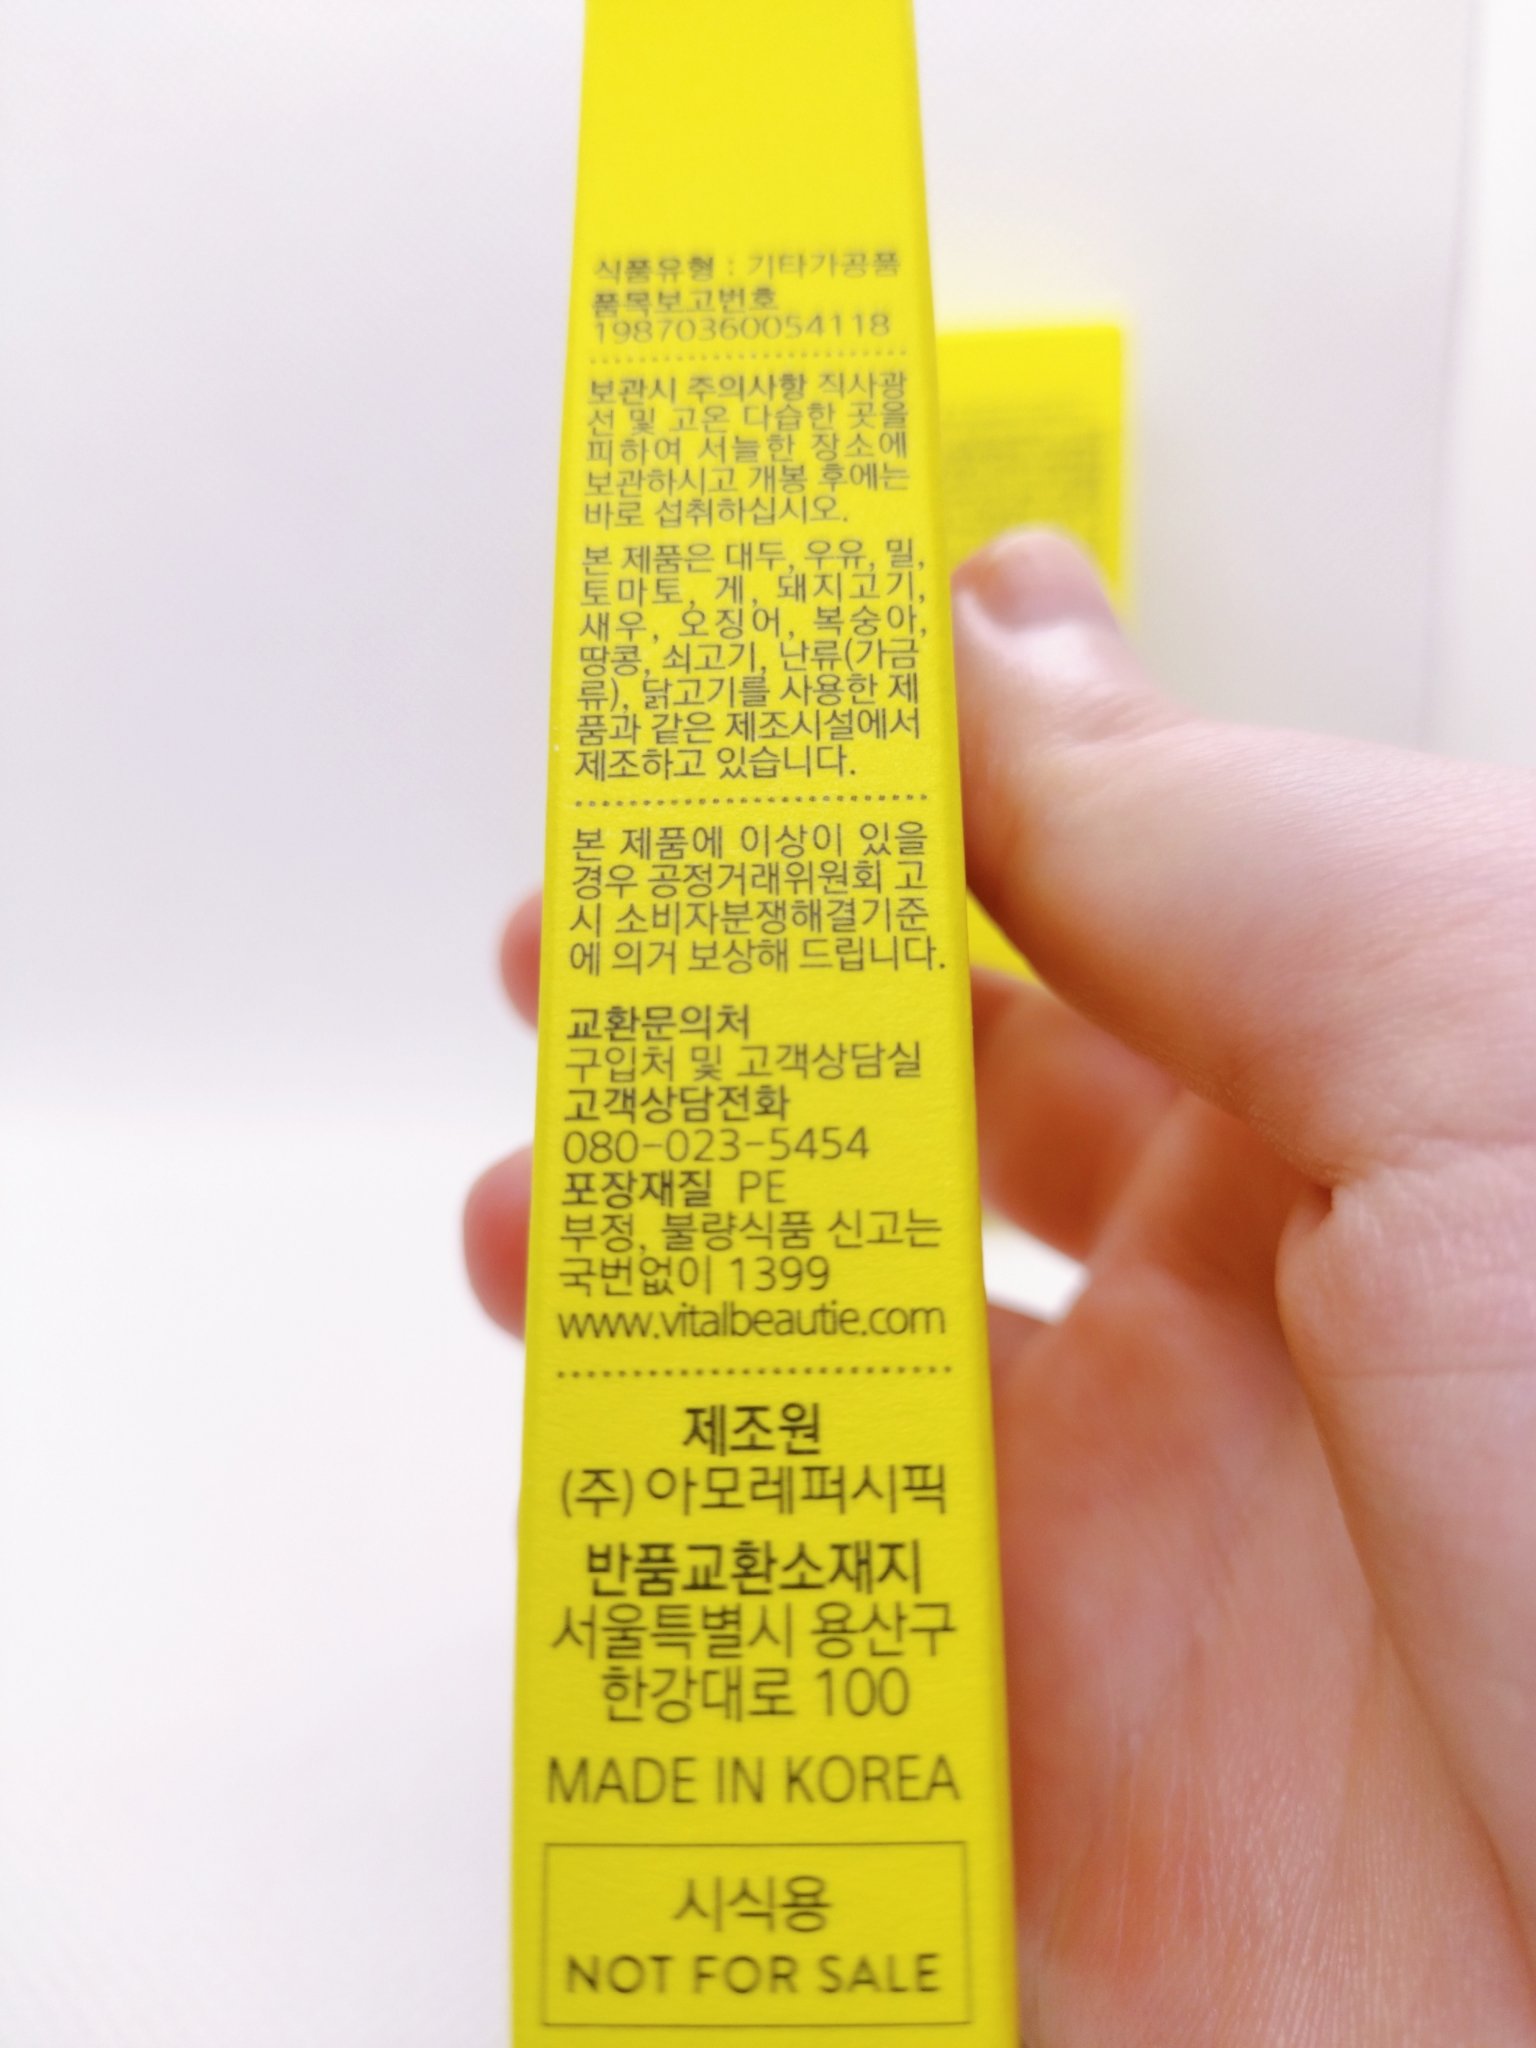 식품유형 : 기타가공품
품목보고번호
19870360054118
보관시 주의사항 직사광
선 및 고온 다습한 곳을
피하여 서늘한 장소에
보관하시고 개봉 후에는
바로 섭취하십시오.
본 제품은 대두, 우유, 밀,
토마토, 게, 돼지고기,
새우, 오징어, 복숭아,
땅콩, 쇠고기, 난류(가금
류), 닭고기를 사용한 제
품과 같은 제조시설에서
제조하고 있습니다.
본 제품에 이상이 있을
경우 공정거래위원회 고
시 소비자분쟁해결기준
에 의거 보상해 드립니다.
교환문의처
구입처 및 고객상담실
고객상담전화
080-023-5454
포장재질 PE
부정, 불량식품 신고는
국번없이 1399
www.vitalbeautie.com
제조원
(주)아모레퍼시픽
반품교환소재지
서울특별시 용산구
한강대로 100
MADE IN KOREA
시식용
NOT FOR SALE